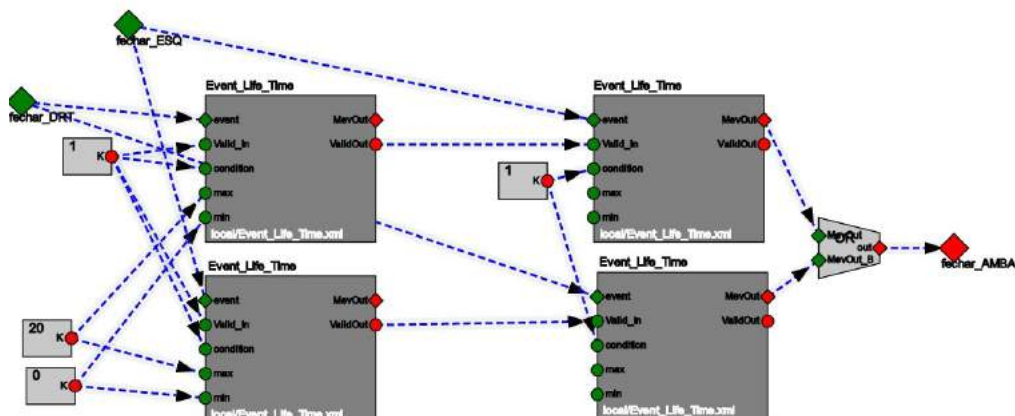 fechar_ESQ
fechar_DRT
1
K
20
K
0
K
Event_Life_Time
event
Valid_In
condition
max
min
MevOut
ValidOut
local/Event_Life_Time.xml
Event_Life_Time
event
Valid_In
condition
max
min
MevOut
ValidOut
local/Event_Life_Time.xml
1
K
Event_Life_Time
event
Valid_In
condition
max
min
MevOut
ValidOut
local/Event_Life_Time.xml
Event_Life_Time
event
Valid_In
condition
max
min
MevOut
ValidOut
local/Event_Life_Time.xml
MevOut
OR
out
MevOut_B
fechar_AMBA